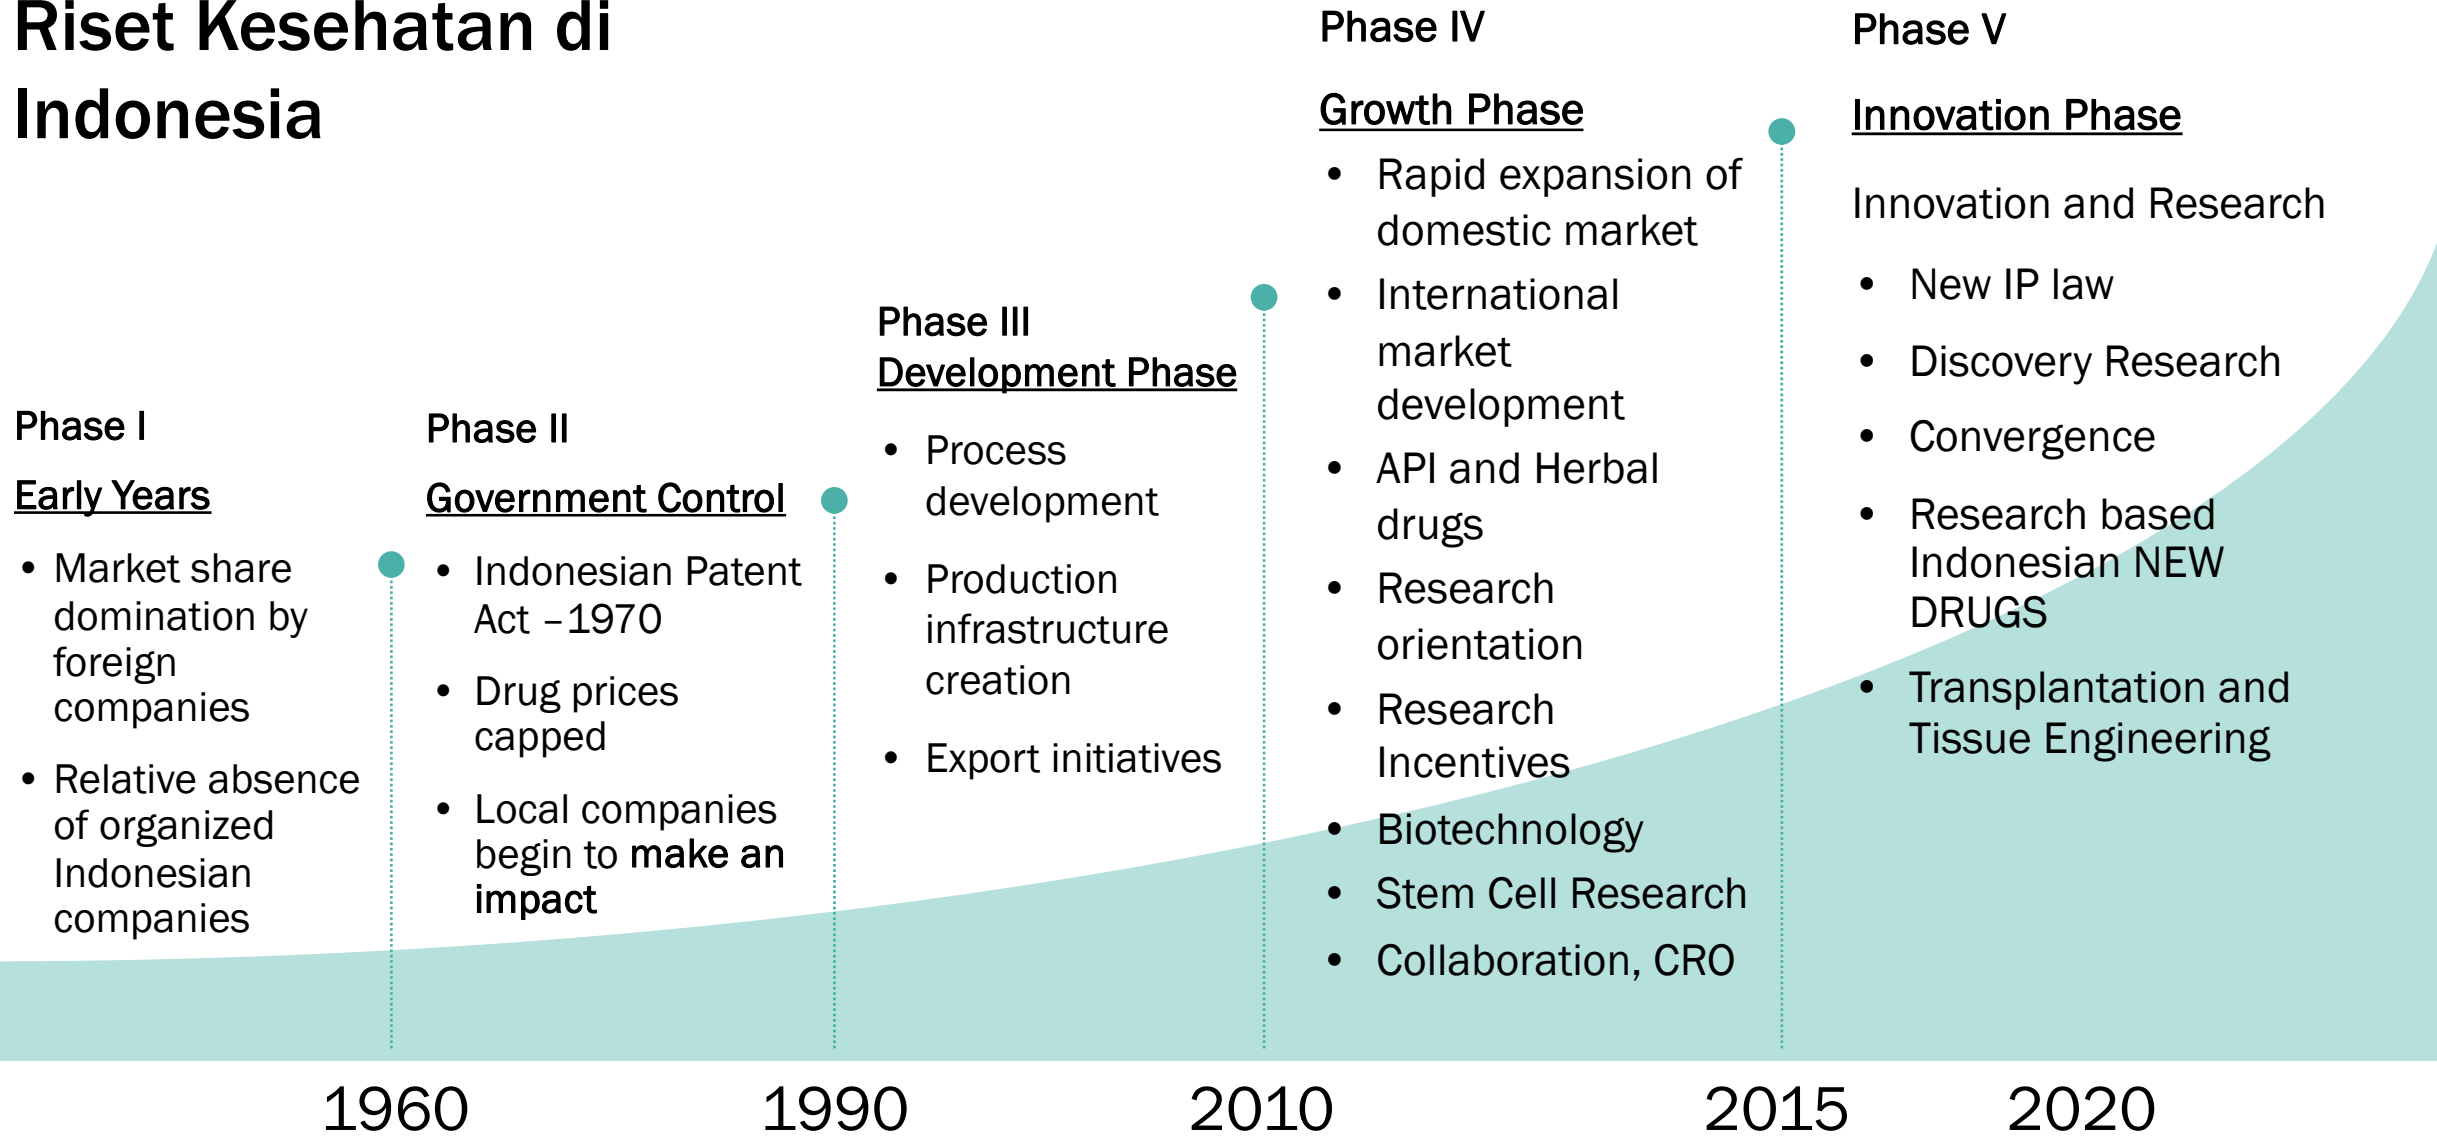 Riset Kesehatan di
Indonesia
Phase I
Early Years
• Market share
domination by
foreign
companies
• Relative absence
of organized
Indonesian
companies
Phase II
Government Control
• Indonesian Patent
Act –1970
• Drug prices
capped
• Local companies
begin to make an
impact
Phase III
Development Phase
• Process
development
• Production
infrastructure
creation
• Export initiatives
Phase IV
Growth Phase
• Rapid expansion of
domestic market
• International
market
development
• API and Herbal
drugs
• Research
orientation
• Research
Incentives
• Biotechnology
• Stem Cell Research
• Collaboration, CRO
Phase V
Innovation Phase
Innovation and Research
• New IP law
• Discovery Research
• Convergence
• Research based
Indonesian NEW
DRUGS
• Transplantation and
Tissue Engineering
1960
1990
2010
2015
2020